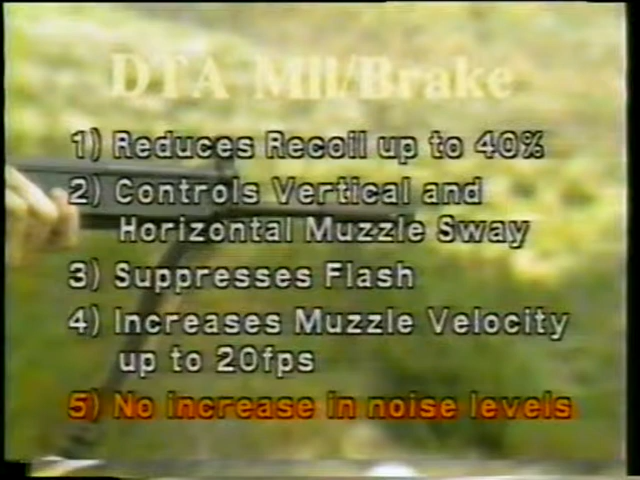 DTA Mil/Brake
1) Reduces Recoil up to 40%
2) Controls Vertical and
Horizontal Muzzle Sway
3) Suppresses Flash
4) Increases Muzzle Velocity
up to 20fps
5) No increase in noise levels